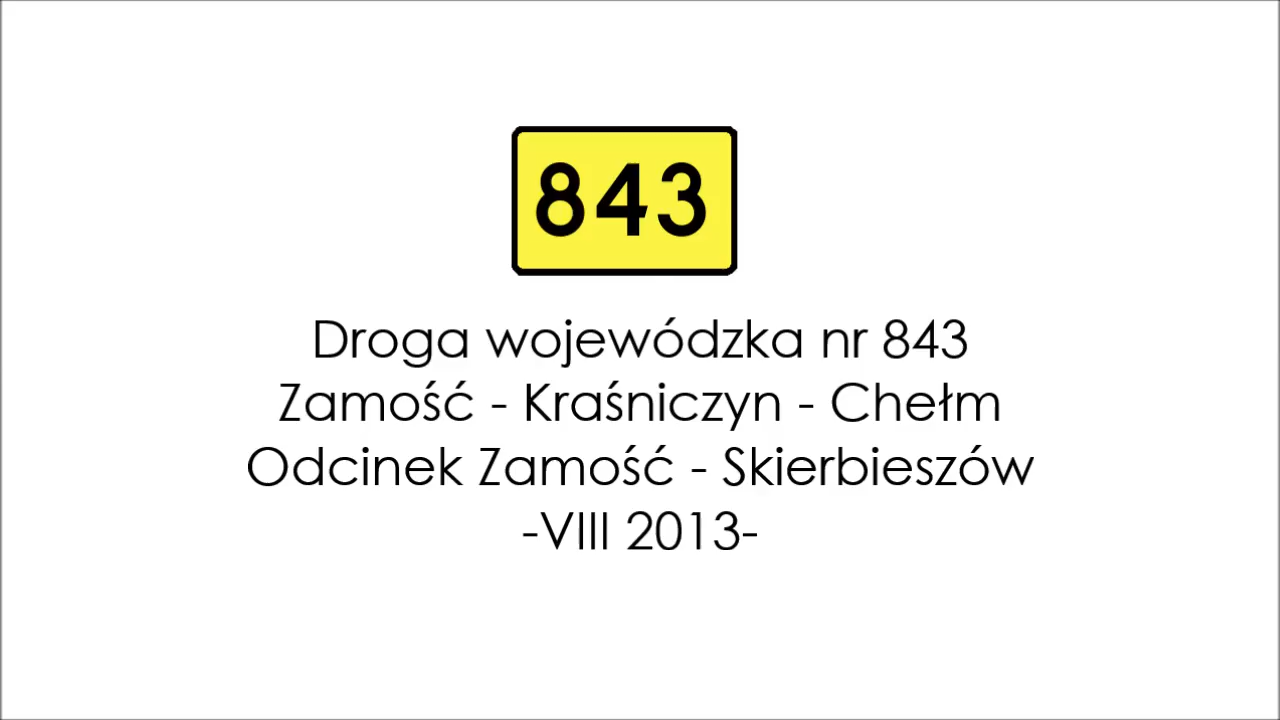 843
Droga wojewódzka nr 843
Zamość - Kraśniczyn - Chełm
Odcinek Zamość - Skierbieszów
-VIII 2013-